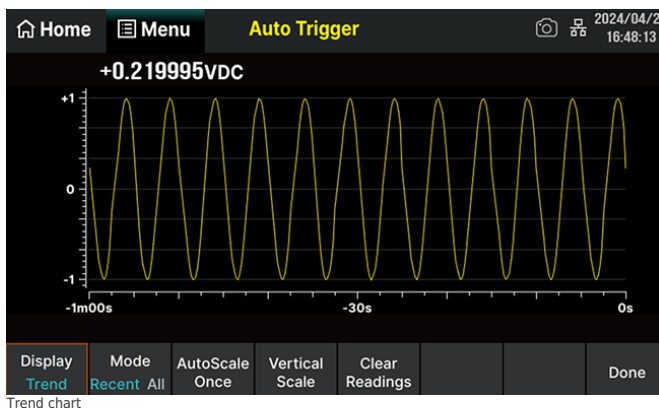 Home Menu Auto Trigger 2024/04/2
16:48:13
+0.219995VDC
+1
0
-1
-1m00s -30s 0s
Display Mode AutoScale Vertical Clear Done
Trend Recent All Once Scale Readings
Trend chart